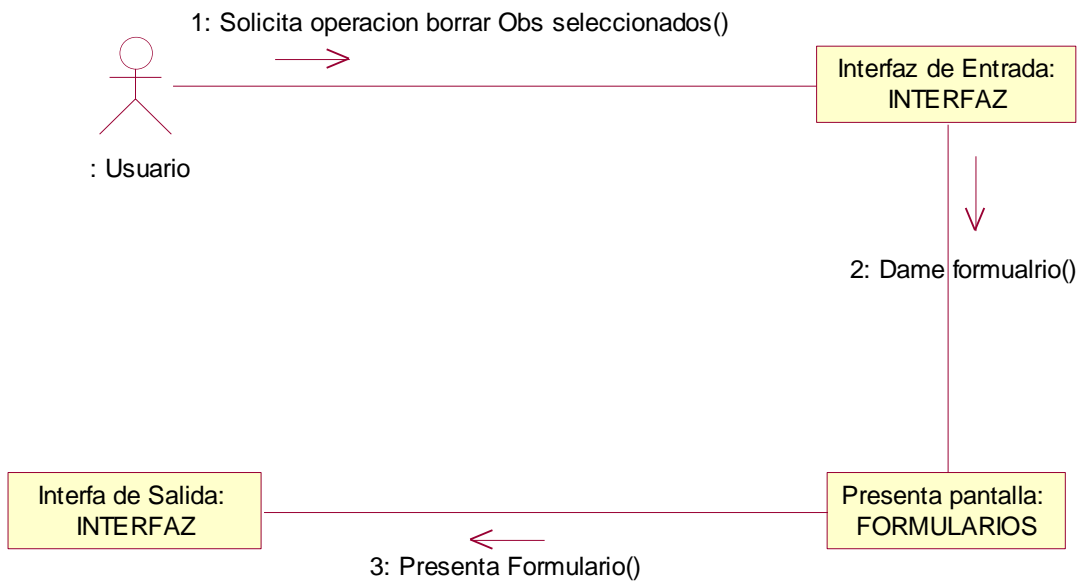 1: Solicita operacion borrar Obs seleccionados()
Interfaz de Entrada:
INTERFAZ
: Usuario
2: Dame formualrio()
Interfa de Salida:
INTERFAZ
Presenta pantalla:
FORMULARIOS
3: Presenta Formulario()